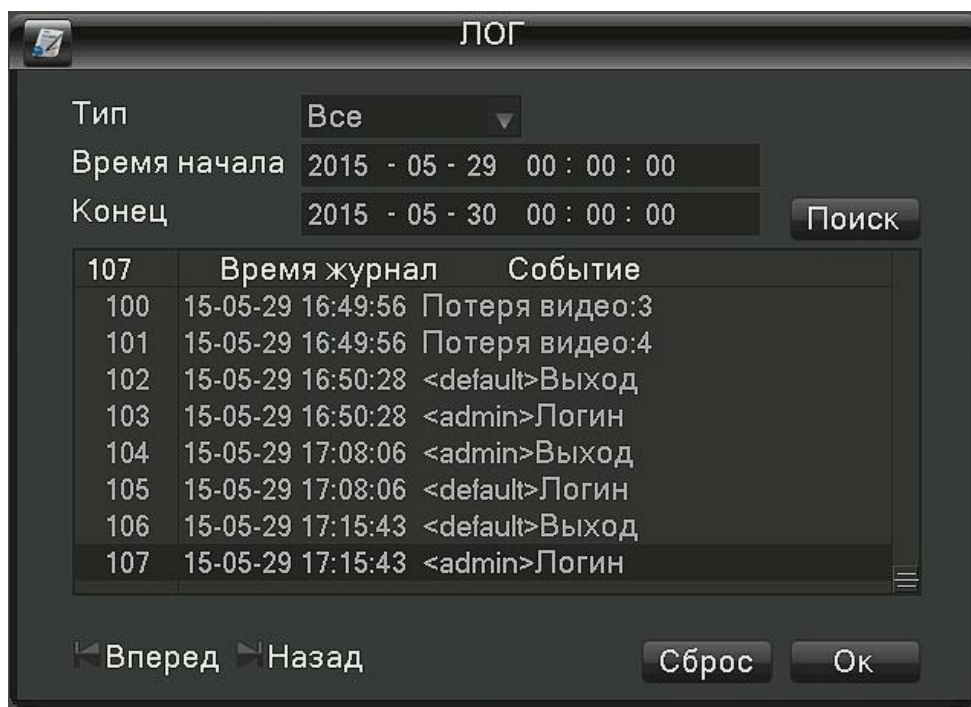 ЛОГ
Тип Все
Время начала 2015 - 05 - 29 00 : 00 : 00
Конец 2015 - 05 - 30 00 : 00 : 00 Поиск
107 Время журнал Событие
100 15-05-29 16:49:56 Потеря видео:3
101 15-05-29 16:49:56 Потеря видео:4
102 15-05-29 16:50:28 <default>Выход
103 15-05-29 16:50:28 <admin>Логин
104 15-05-29 17:08:06 <admin>Выход
105 15-05-29 17:08:06 <default>Логин
106 15-05-29 17:15:43 <default>Выход
107 15-05-29 17:15:43 <admin>Логин
Вперед Назад Сброс Ок